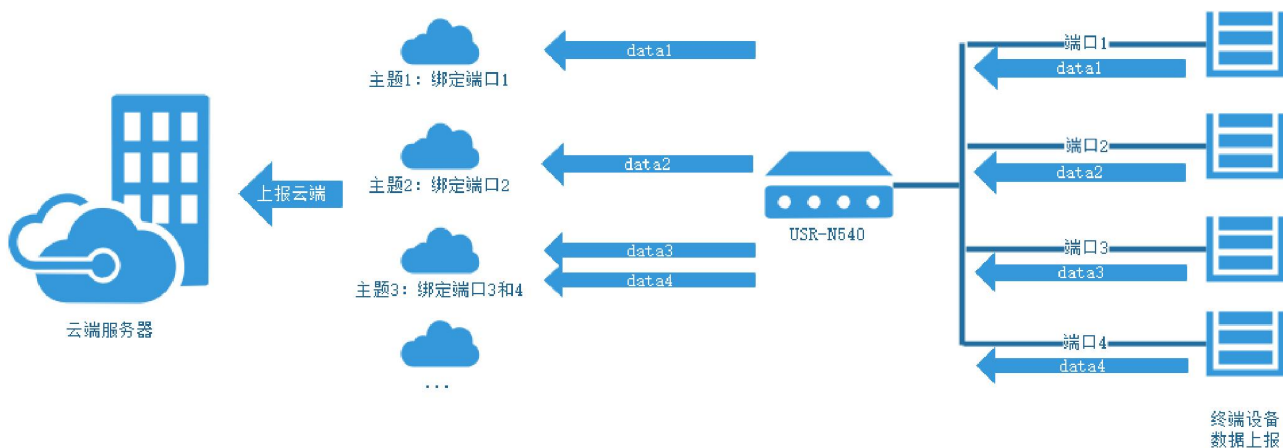 data1
主题1: 绑定端口1
端口1
data1
data2
主题2: 绑定端口2
端口2
data2
上报云端
USR-N540
data3
data4
主题3: 绑定端口3和4
端口3
data3
云端服务器
...
端口4
data4
终端设备
数据上报